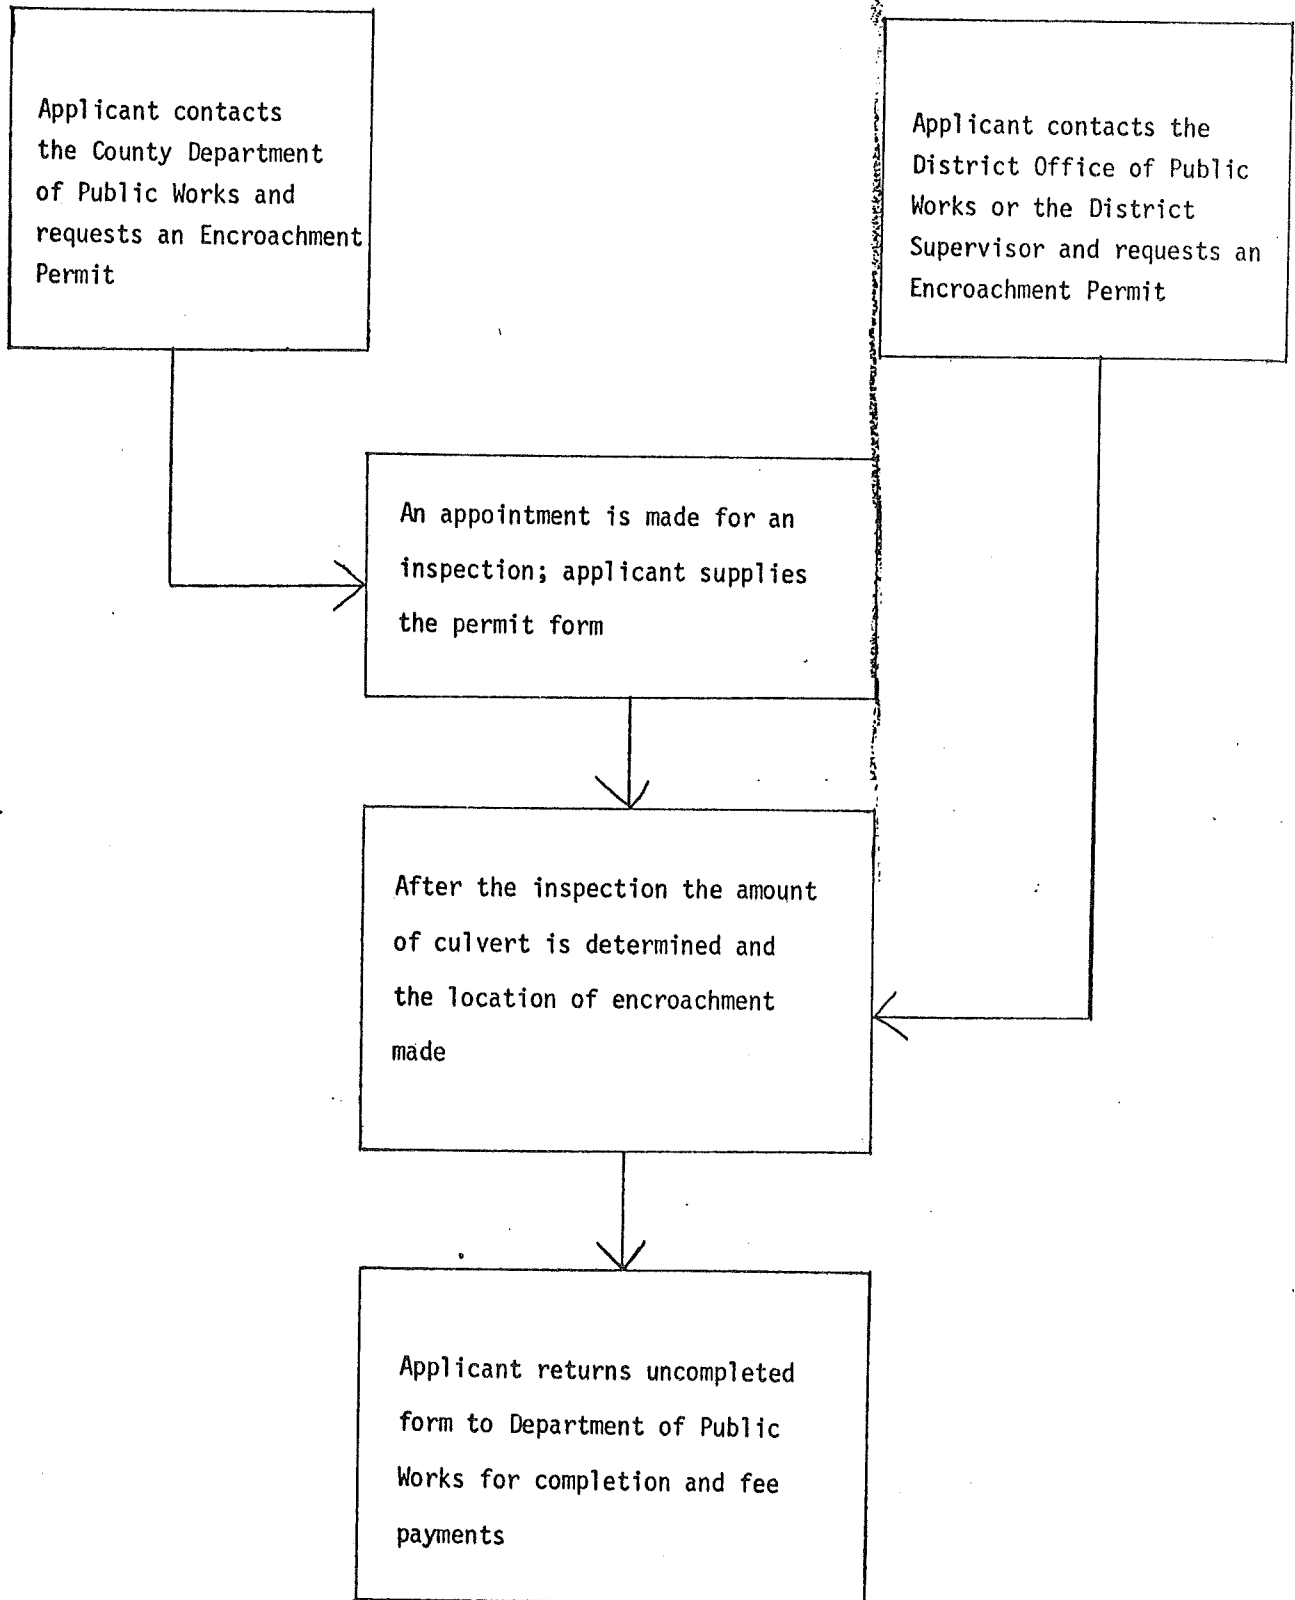 Applicant contacts
the County Department
of Public Works and
requests an Encroachment
Permit
Applicant contacts the
District Office of Public
Works or the District
Supervisor and requests an
Encroachment Permit
An appointment is made for an
inspection; applicant supplies
the permit form
After the inspection the amount
of culvert is determined and
the location of encroachment
made
Applicant returns uncompleted
form to Department of Public
Works for completion and fee
payments